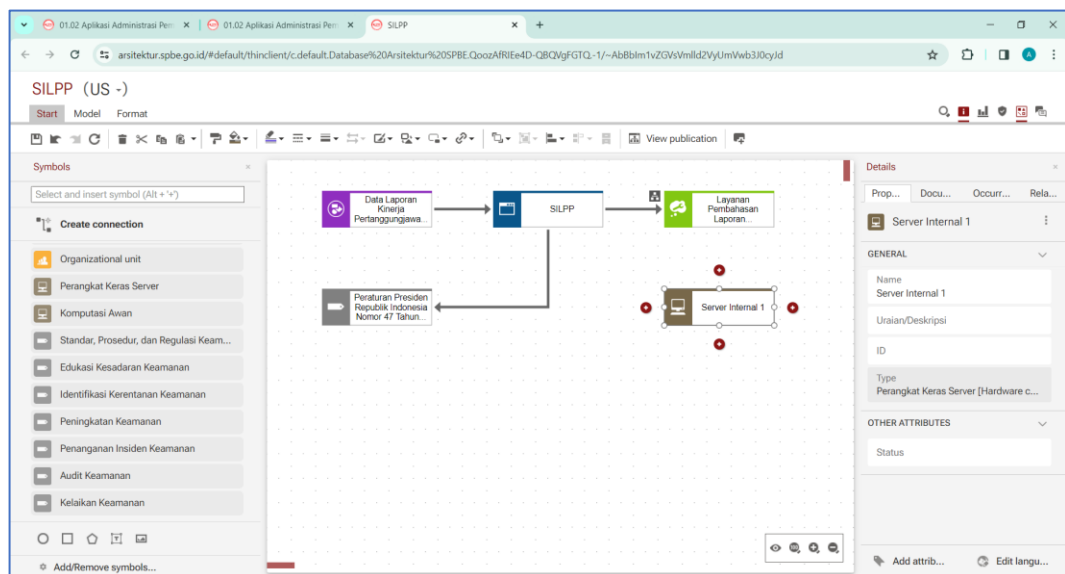 01.02 Aplikasi Administrasi Pem
01.02 Aplikasi Administrasi Pem
SILPP
arsitektur.spbe.go.id/#default/thinclient/c.default.Database%20Arsitektur%20SPBE.QoozAfRIEe4D-QBQVgFGTQ.-1/~AbBbIm1vZGVsVmlld2VyUmVwb3J0cyJd
A
SILPP (US -)
Start Model Format
View publication
Symbols
Select and insert symbol (Alt + '+')
Create connection
Organizational unit
Perangkat Keras Server
Komputasi Awan
Standar, Prosedur, dan Regulasi Keam...
Edukasi Kesadaran Keamanan
Identifikasi Kerentanan Keamanan
Peningkatan Keamanan
Penanganan Insiden Keamanan
Audit Keamanan
Kelaikan Keamanan
Add/Remove symbols...
Data Laporan
Kinerja
Pertanggungjawa...
SILPP
Layanan
Pembahasan
Laporan...
Peraturan Presiden
Republik Indonesia
Nomor 47 Tahun...
Server Internal 1
Details
Prop... Docu... Occurr... Rela...
Server Internal 1
GENERAL
Name
Server Internal 1
Uraian/Deskripsi
ID
Type
Perangkat Keras Server [Hardware c...
OTHER ATTRIBUTES
Status
Add attrib... Edit langu...